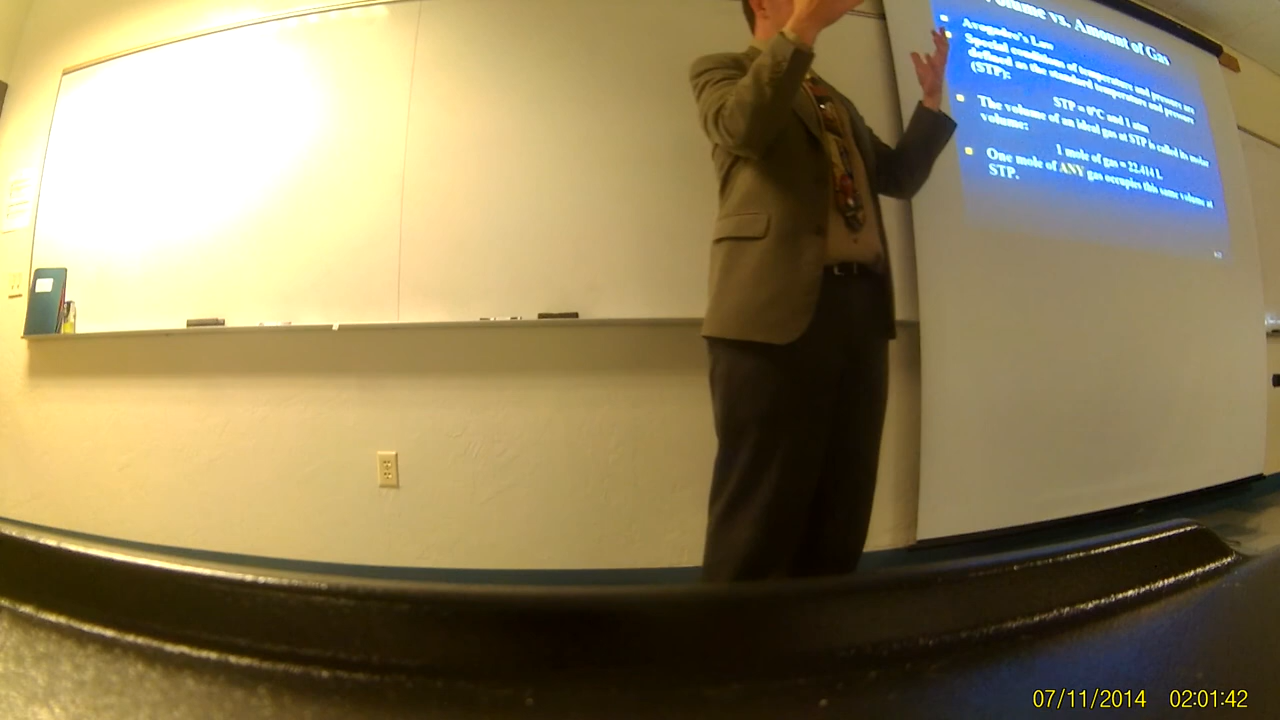 Volume vs. Amount of Gas
Avogadro's Law
Special conditions of temperature and pressure are
defined as the standard temperature and pressure
(STP):
STP = 0°C and 1 atm
The volume of an ideal gas at STP is called its molar
volume:
1 mole of gas = 22.414 L
One mole of ANY gas occupies this same volume at
STP.
07/11/2014 02:01:42